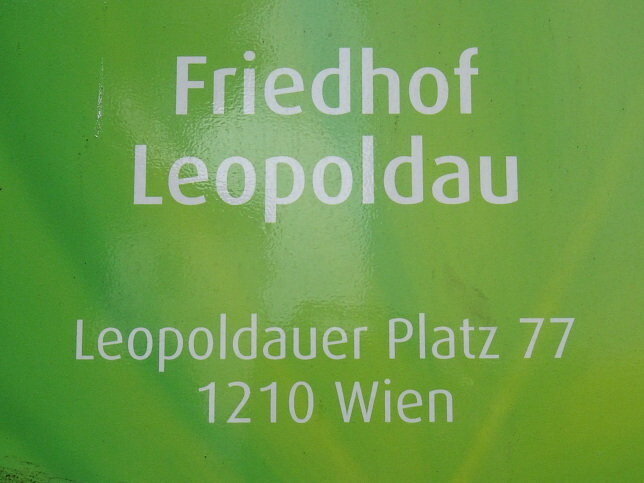 Friedhof
Leopoldau
Leopoldauer Platz 77
1210 Wien